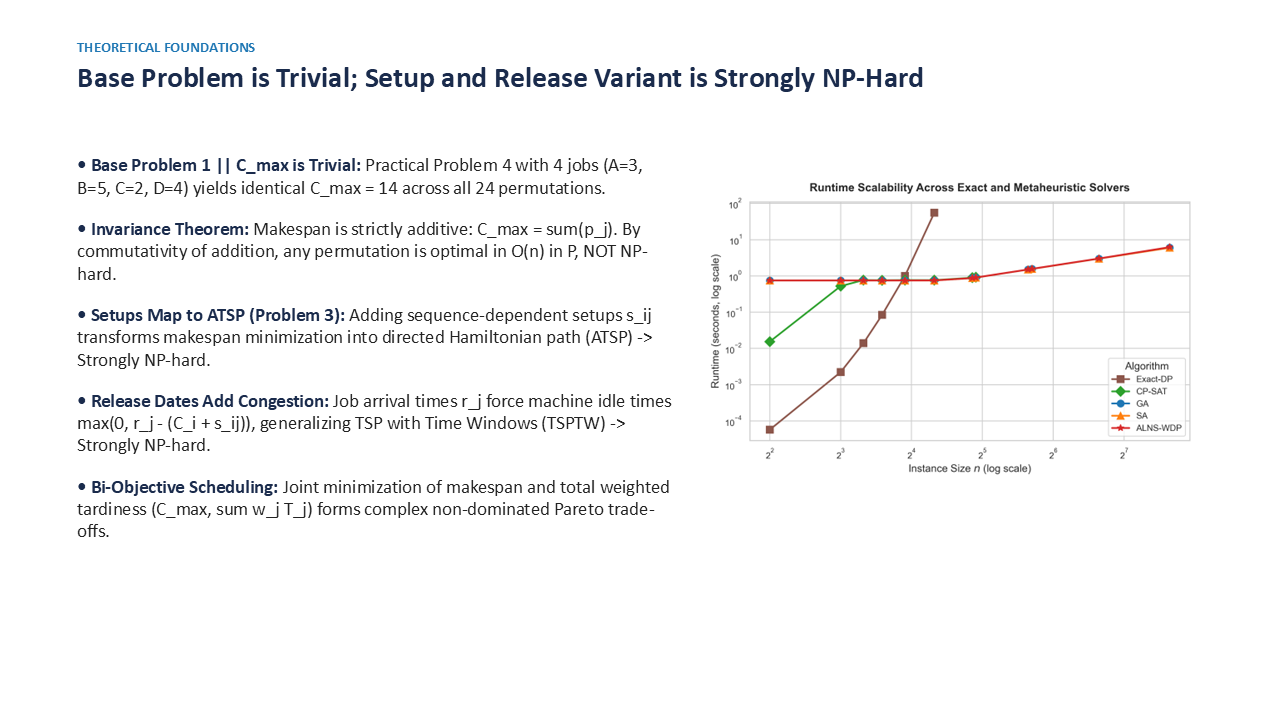 THEORETICAL FOUNDATIONS
Base Problem is Trivial; Setup and Release Variant is Strongly NP-Hard
• Base Problem 1 || C_max is Trivial: Practical Problem 4 with 4 jobs (A=3,
B=5, C=2, D=4) yields identical C_max = 14 across all 24 permutations.
• Invariance Theorem: Makespan is strictly additive: C_max = sum(p_j). By
commutativity of addition, any permutation is optimal in O(n) in P, NOT NP-
hard.
• Setups Map to ATSP (Problem 3): Adding sequence-dependent setups s_ij
transforms makespan minimization into directed Hamiltonian path (ATSP) ->
Strongly NP-hard.
• Release Dates Add Congestion: Job arrival times r_j force machine idle times
max(0, r_j - (C_i + s_ij)), generalizing TSP with Time Windows (TSPTW) ->
Strongly NP-hard.
• Bi-Objective Scheduling: Joint minimization of makespan and total weighted
tardiness (C_max, sum w_j T_j) forms complex non-dominated Pareto trade-
offs.
Runtime Scalability Across Exact and Metaheuristic Solvers
Runtime (seconds, log scale)
10²
10¹
10⁰
10⁻¹
10⁻²
10⁻³
10⁻⁴
Algorithm
Exact-DP
CP-SAT
GA
SA
ALNS-WDP
2² 2³ 2⁴ 2⁵ 2⁶ 2⁷
Instance Size n (log scale)